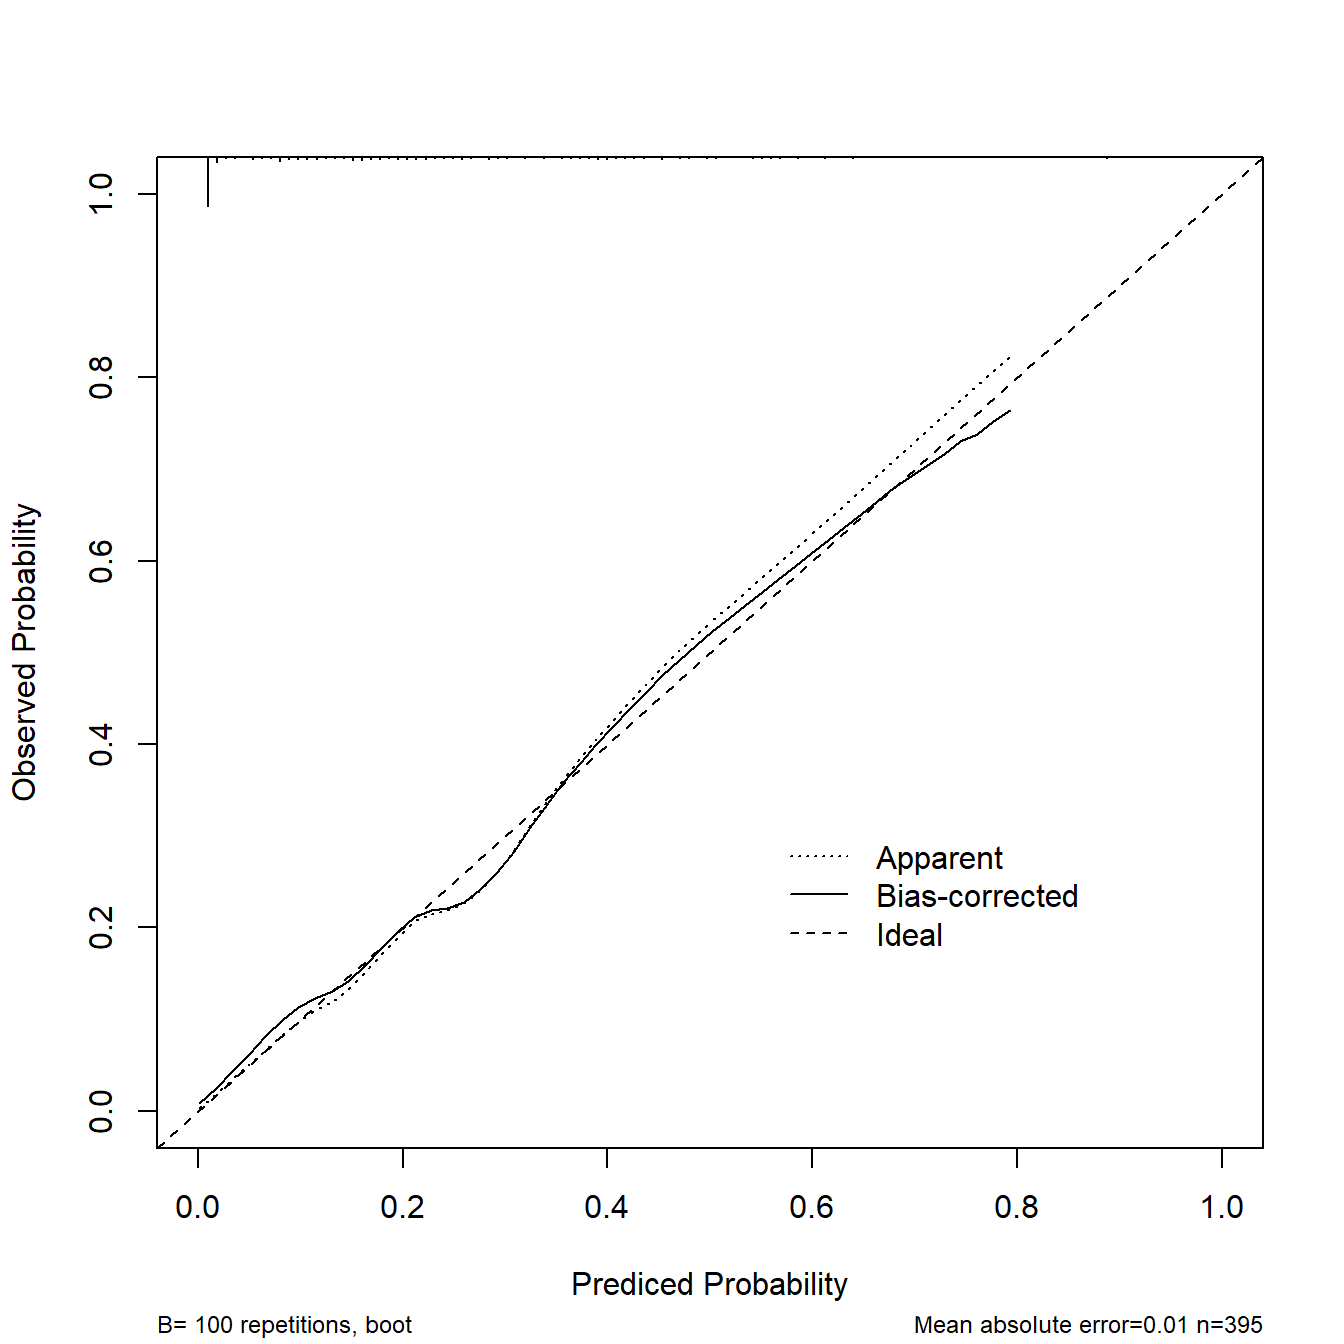 1.0
0.8
0.6
0.4
0.2
0.0
Observed Probability
Apparent
Bias-corrected
Ideal
0.0 0.2 0.4 0.6 0.8 1.0
Prediced Probability
B= 100 repetitions, boot
Mean absolute error=0.01 n=395